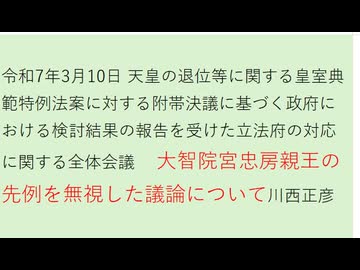 令和7年3月10日 天皇の退位等に関する皇室典
範特例法案に対する附帯決議に基づく政府に
おける検討結果の報告を受けた立法府の対応
に関する全体会議　大智院宮忠房親王の
先例を無視した議論について川西正彦